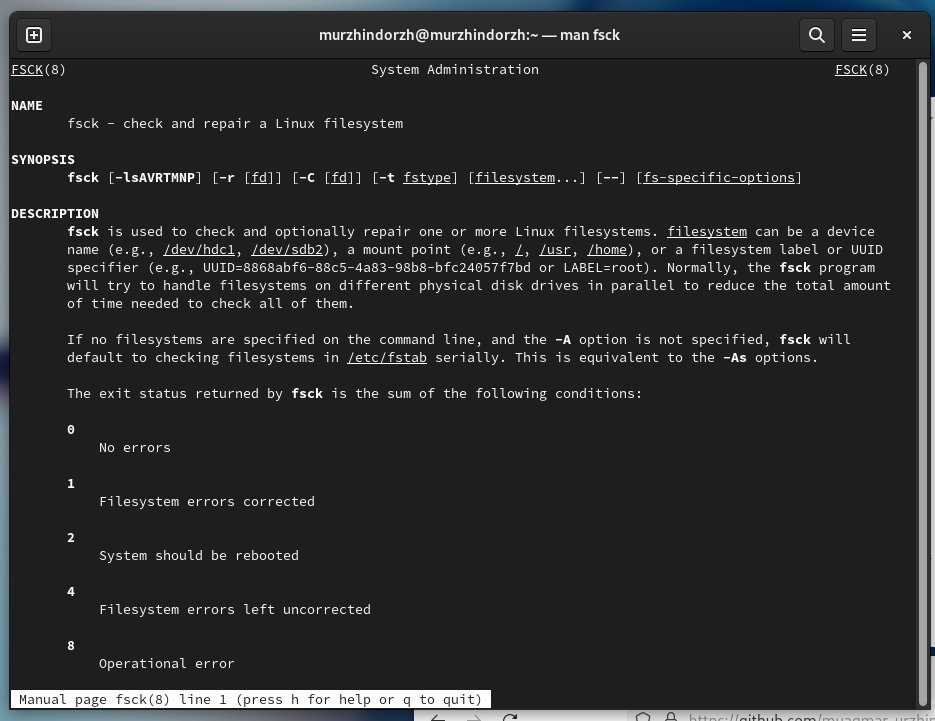 murzhindorzh@murzhindorzh:~ — man fsck
FSCK(8) System Administration FSCK(8)
NAME
fsck - check and repair a Linux filesystem
SYNOPSIS
fsck [-lsAVRTMNP] [-r [fd]] [-C [fd]] [-t fstype] [filesystem...] [--] [fs-specific-options]
DESCRIPTION
fsck is used to check and optionally repair one or more Linux filesystems. filesystem can be a device
name (e.g., /dev/hdc1, /dev/sdb2), a mount point (e.g., /, /usr, /home), or a filesystem label or UUID
specifier (e.g., UUID=8868abf6-88c5-4a83-98b8-bfc24057f7bd or LABEL=root). Normally, the fsck program
will try to handle filesystems on different physical disk drives in parallel to reduce the total amount
of time needed to check all of them.
If no filesystems are specified on the command line, and the -A option is not specified, fsck will
default to checking filesystems in /etc/fstab serially. This is equivalent to the -As options.
The exit status returned by fsck is the sum of the following conditions:
0
No errors
1
Filesystem errors corrected
2
System should be rebooted
4
Filesystem errors left uncorrected
8
Operational error
Manual page fsck(8) line 1 (press h for help or q to quit)